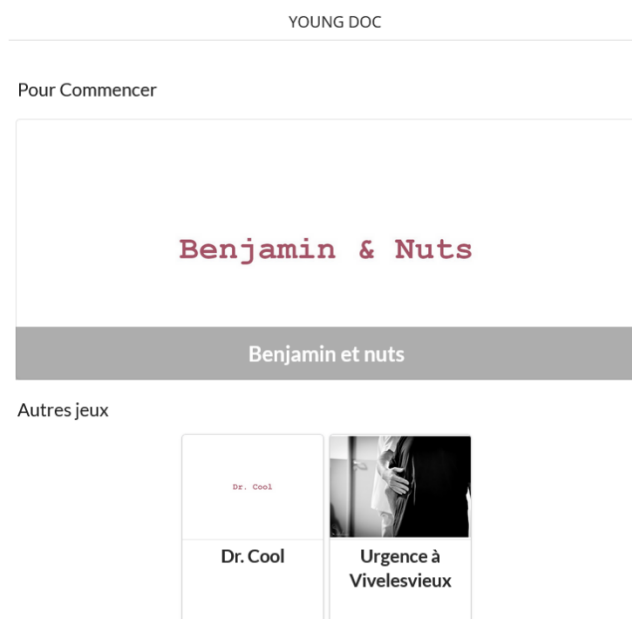 YOUNG DOC
Pour Commencer
Benjamin & Nuts
Benjamin et nuts
Autres jeux
Dr. Cool
Dr. Cool
Urgence à
Vivelesvieux